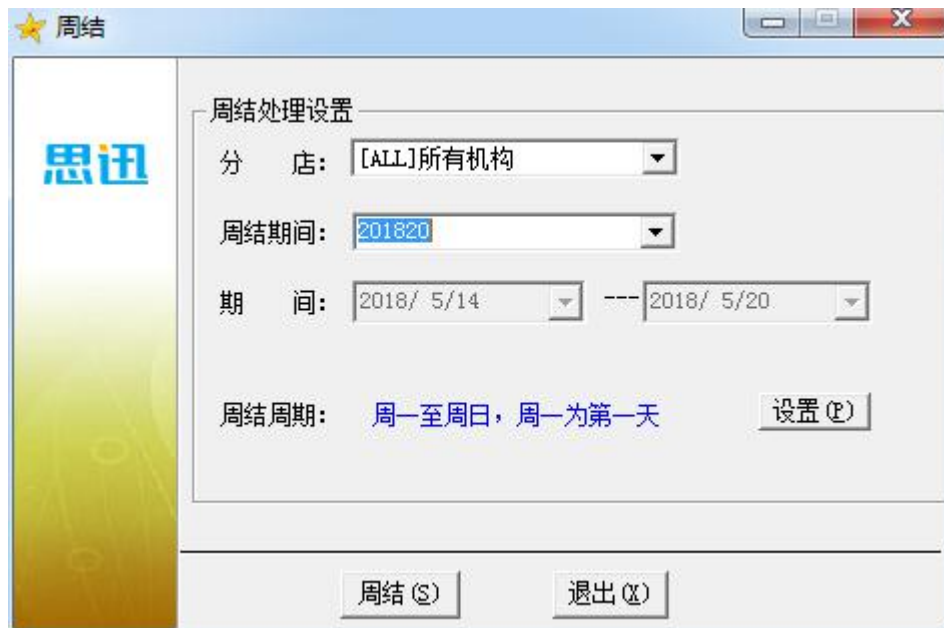 周结
思迅
周结处理设置
分 店: [ALL]所有机构
周结期间: 201820
期 间: 2018/ 5/14 --- 2018/ 5/20
周结周期: 周一至周日，周一为第一天 设置(P)
周结(S) 退出(X)